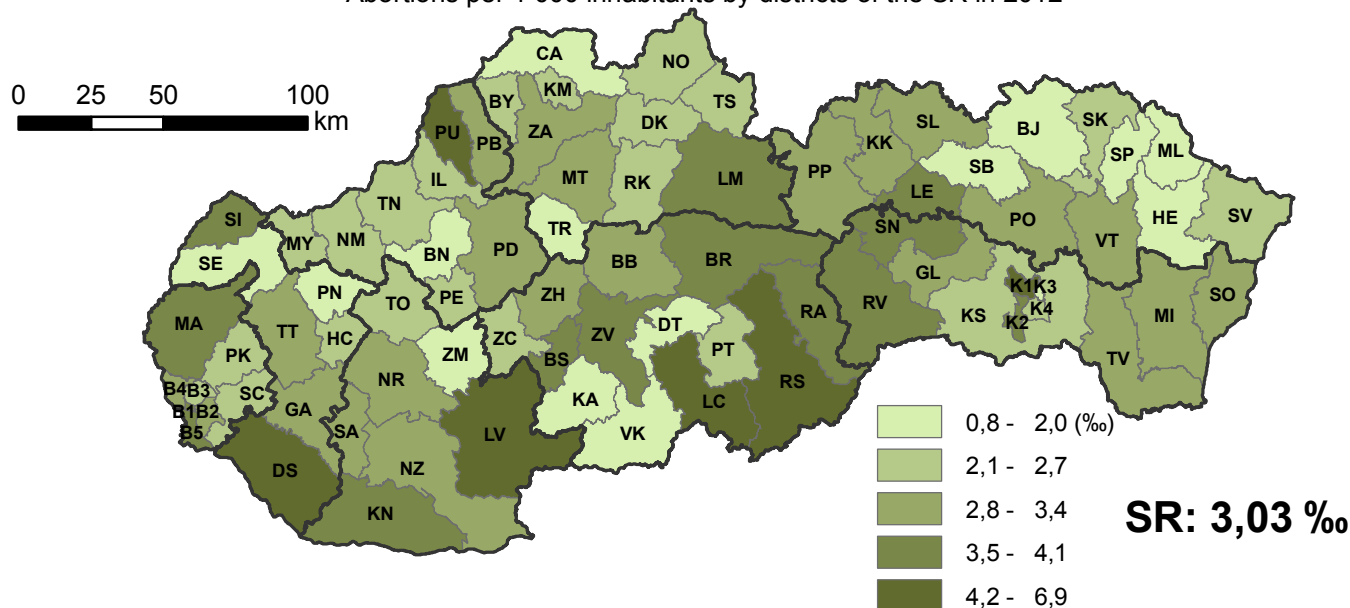 Abortions per 1 000 inhabitants by districts of the SR in 2012
0 25 50 100
km
CA
NO
KM
BY
TS
PU
PB
ZA
DK
IL
MT
RK
LM
PP
KK
SL
BJ
SK
SP
ML
SB
LE
PO
HE
SV
VT
SI
TN
MY
NM
SE
BN
PD
TR
BB
BR
SN
GL
RV
KS
K1
K3
K4
K2
MI
SO
TV
PN
TO
PE
ZH
MA
TT
HC
ZM
ZC
BS
ZV
DT
PT
RA
RS
PK
B4
B3
SC
B1
B2
B5
GA
NR
SA
KA
LC
VK
LV
DS
NZ
KN
0,8 - 2,0 (‰)
2,1 - 2,7
2,8 - 3,4
3,5 - 4,1
4,2 - 6,9
SR: 3,03 ‰